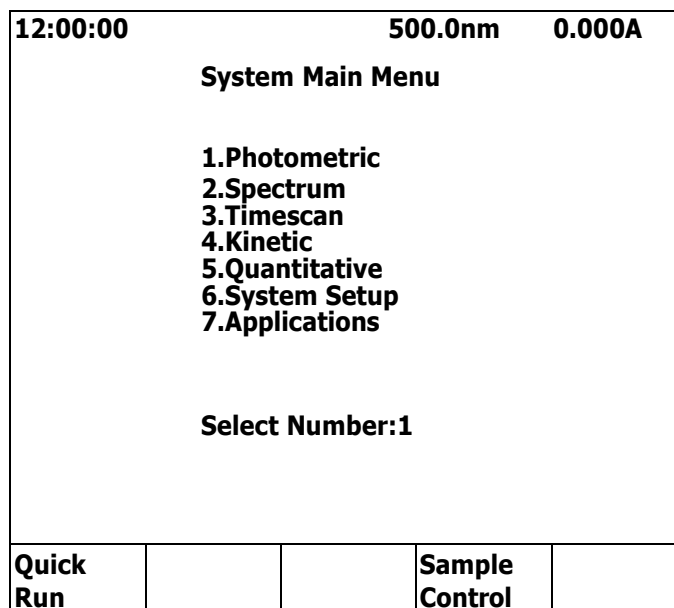 12:00:00 500.0nm 0.000A
System Main Menu
1.Photometric
2.Spectrum
3.Timescan
4.Kinetic
5.Quantitative
6.System Setup
7.Applications
Select Number:1
Quick Sample
Run Control